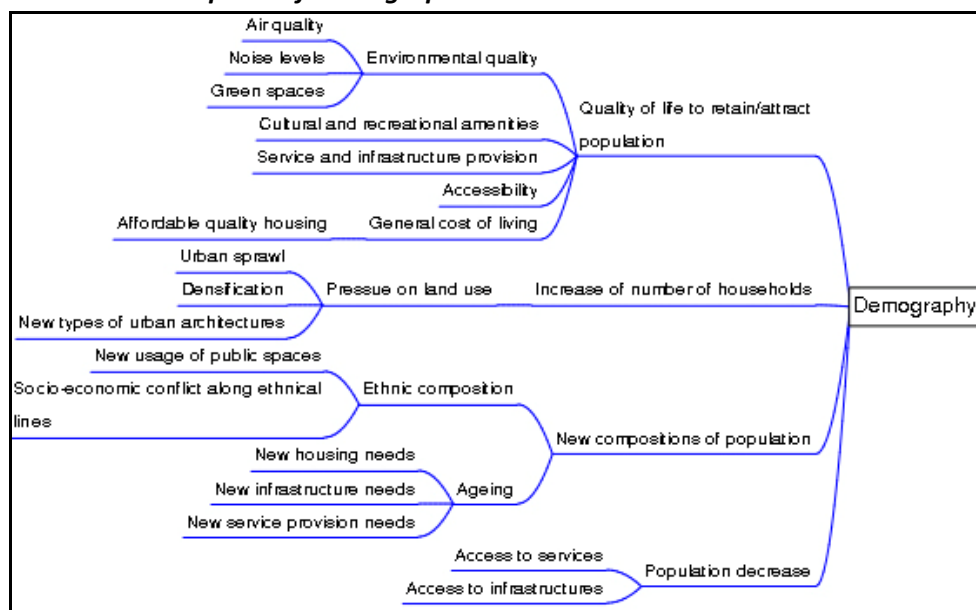 Air quality
Noise levels
Environmental quality
Green spaces
Quality of life to retain/attract
population
Cultural and recreational amenities
Service and infrastructure provision
Accessibility
Affordable quality housing
General cost of living
Urban sprawl
Densification
Pressue on land use
Increase of number of households
Demography
New types of urban architectures
New usage of public spaces
Socio-economic conflict along ethnical
lines
Ethnic composition
New compositions of population
New housing needs
New infrastructure needs
Ageing
New service provision needs
Access to services
Population decrease
Access to infrastructures